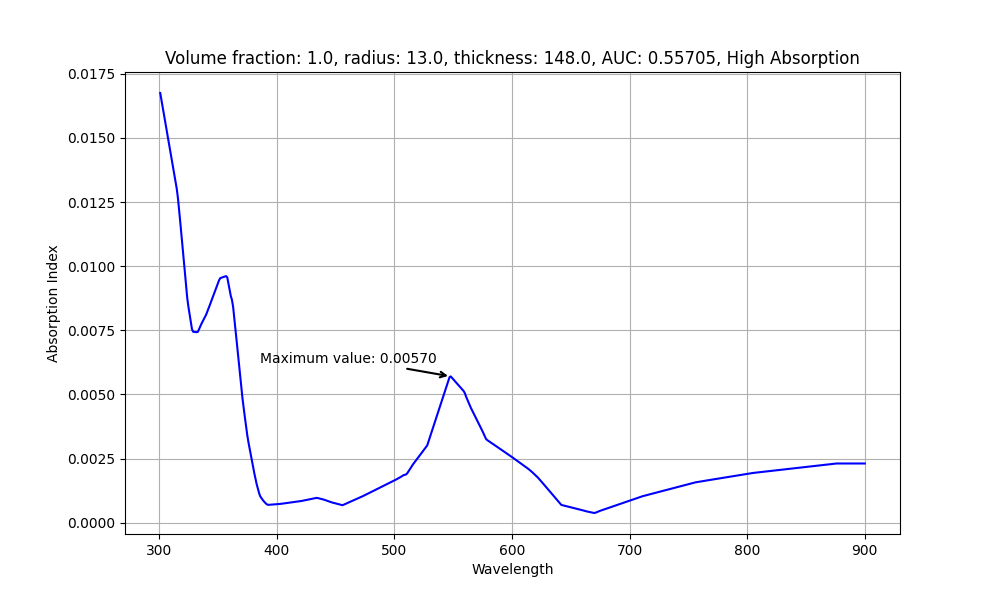 Volume fraction: 1.0, radius: 13.0, thickness: 148.0, AUC: 0.55705, High Absorption
0.0175
0.0150
0.0125
0.0100
0.0075
0.0050
0.0025
0.0000
Absorption Index
Maximum value: 0.00570
300 400 500 600 700 800 900
Wavelength